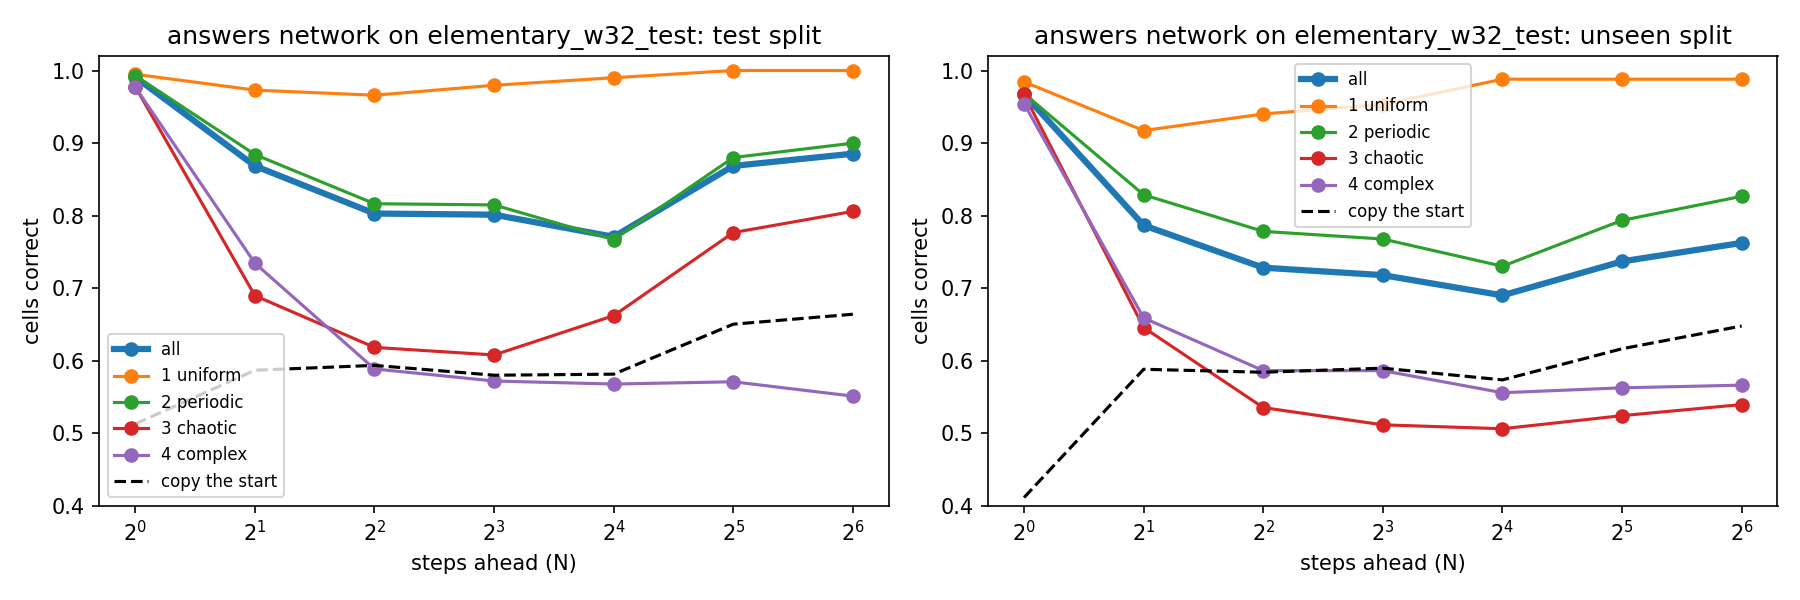 answers network on elementary_w32_test: test split
cells correct
1.0
0.9
0.8
0.7
0.6
0.5
0.4
all
1 uniform
2 periodic
3 chaotic
4 complex
copy the start
2^0 2^1 2^2 2^3 2^4 2^5 2^6
steps ahead (N)
answers network on elementary_w32_test: unseen split
cells correct
1.0
0.9
0.8
0.7
0.6
0.5
0.4
all
1 uniform
2 periodic
3 chaotic
4 complex
copy the start
2^0 2^1 2^2 2^3 2^4 2^5 2^6
steps ahead (N)